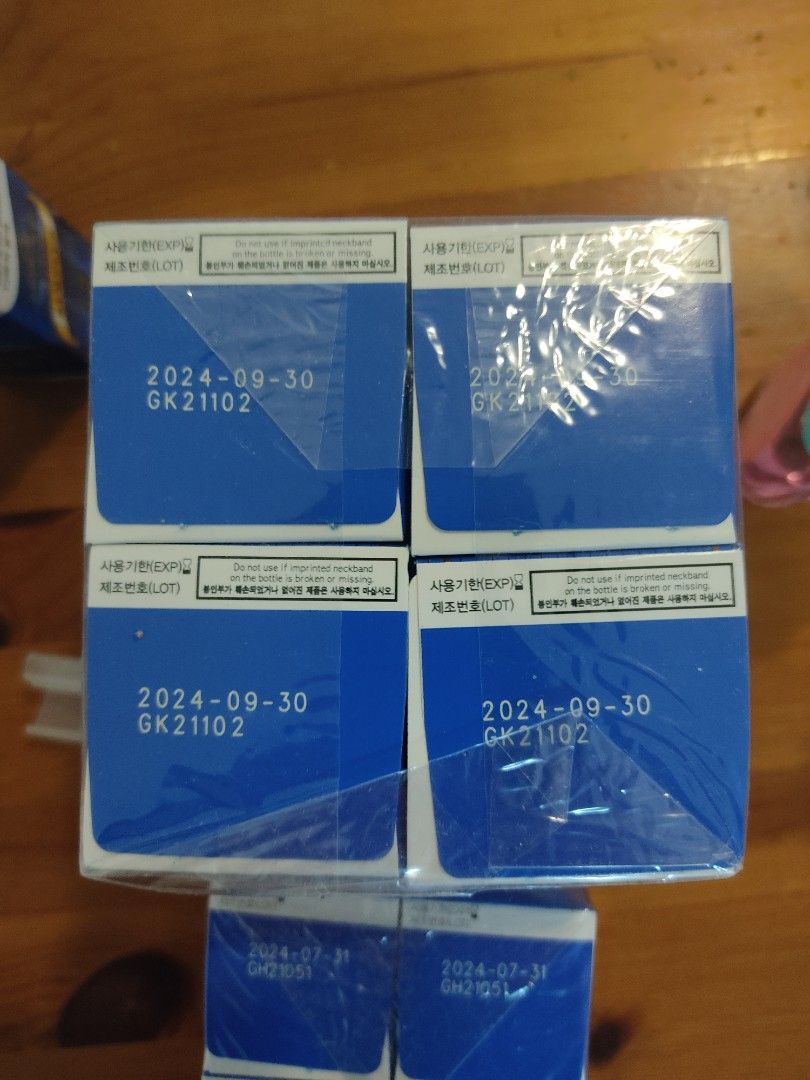 사용기한(EXP)
제조번호(LOT)
Do not use if imprinted neckband
on the bottle is broken or missing.
봉인부가 훼손되었거나 없어진 제품은 사용하지 마십시오.
2024-09-30
GK21102
사용기한(EXP)
제조번호(LOT)
2024-09-30
GK21102
사용기한(EXP)
제조번호(LOT)
Do not use if imprinted neckband
on the bottle is broken or missing.
봉인부가 훼손되었거나 없어진 제품은 사용하지 마십시오.
2024-09-30
GK21102
사용기한(EXP)
제조번호(LOT)
Do not use if imprinted neckband
on the bottle is broken or missing.
봉인부가 훼손되었거나 없어진 제품은 사용하지 마십시오.
2024-09-30
GK21102
2024-07-31
GH21051
2024-07-31
GH21051